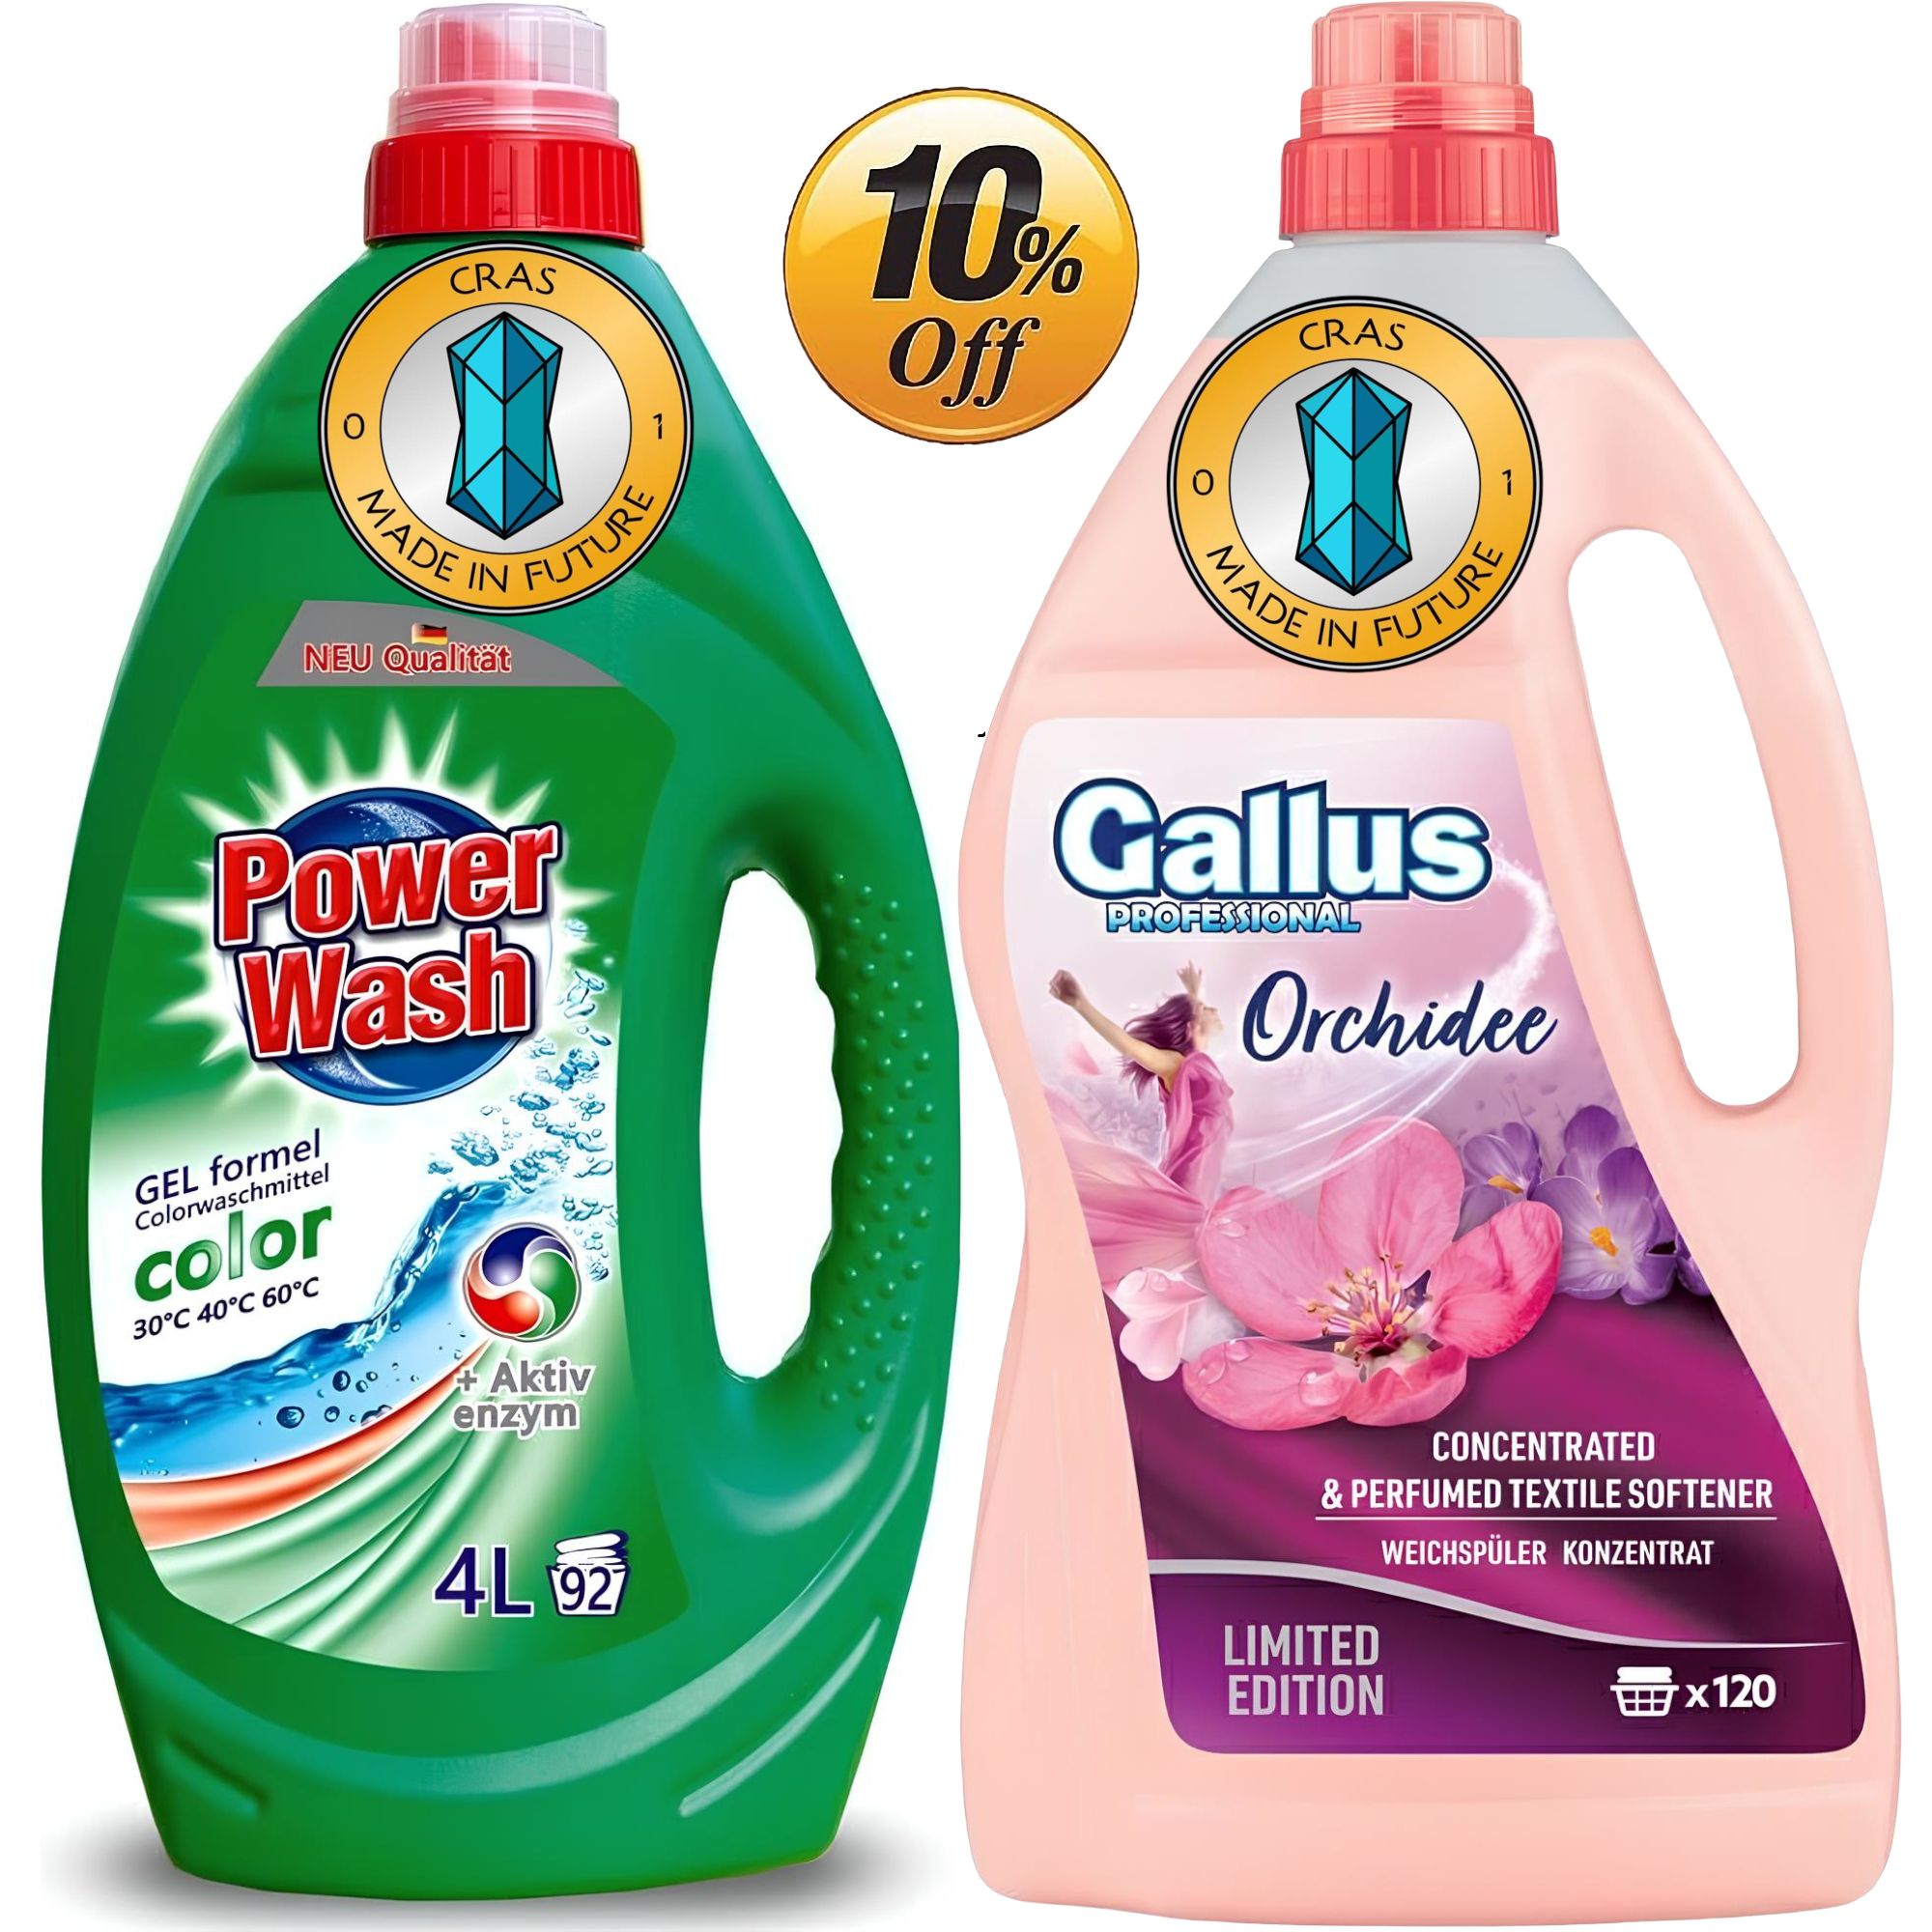 10%
Off
CRAS
0 1
MADE IN FUTURE
NEU Qualität
Power
Wash
GEL formel
Colorwaschmittel
color
30°C 40°C 60°C
+ Aktiv
enzym
4L 92
CRAS
0 1
MADE IN FUTURE
Gallus
PROFESSIONAL
Orchidee
CONCENTRATED
& PERFUMED TEXTILE SOFTENER
WEICHSPÜLER KONZENTRAT
LIMITED
EDITION
x120